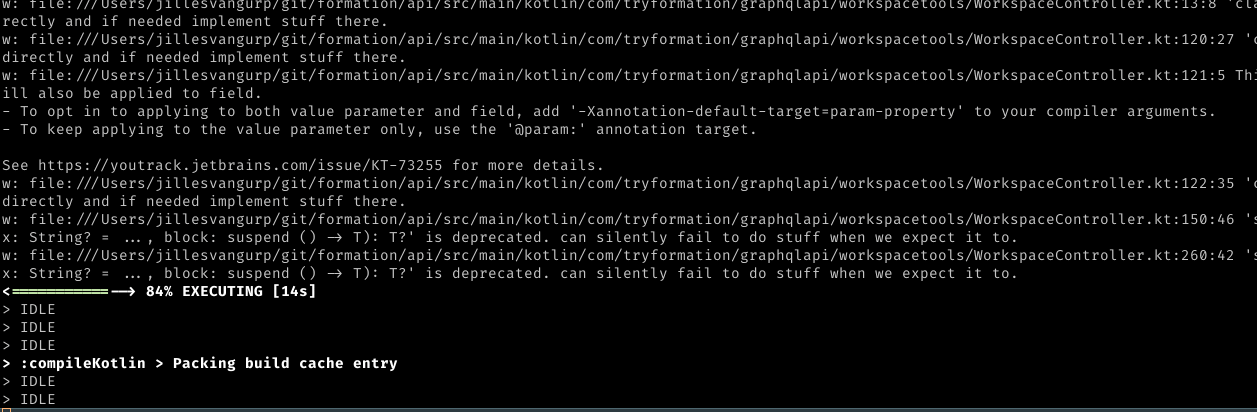 w: file:///Users/jillesvangurp/git/formation/api/src/main/kotlin/com/tryformation/graphqlapi/workspacetools/WorkspaceController.kt:13:8 'cla
rectly and if needed implement stuff there.
w: file:///Users/jillesvangurp/git/formation/api/src/main/kotlin/com/tryformation/graphqlapi/workspacetools/WorkspaceController.kt:120:27 'c
directly and if needed implement stuff there.
w: file:///Users/jillesvangurp/git/formation/api/src/main/kotlin/com/tryformation/graphqlapi/workspacetools/WorkspaceController.kt:121:5 Thi
ill also be applied to field.
- To opt in to applying to both value parameter and field, add '-Xannotation-default-target=param-property' to your compiler arguments.
- To keep applying to the value parameter only, use the '@param:' annotation target.
See https://youtrack.jetbrains.com/issue/KT-73255 for more details.
w: file:///Users/jillesvangurp/git/formation/api/src/main/kotlin/com/tryformation/graphqlapi/workspacetools/WorkspaceController.kt:122:35 'c
directly and if needed implement stuff there.
w: file:///Users/jillesvangurp/git/formation/api/src/main/kotlin/com/tryformation/graphqlapi/workspacetools/WorkspaceController.kt:150:46 's
x: String? = ..., block: suspend () -> T): T?' is deprecated. can silently fail to do stuff when we expect it to.
w: file:///Users/jillesvangurp/git/formation/api/src/main/kotlin/com/tryformation/graphqlapi/workspacetools/WorkspaceController.kt:260:42 's
x: String? = ..., block: suspend () -> T): T?' is deprecated. can silently fail to do stuff when we expect it to.
<===========--> 84% EXECUTING [14s]
> IDLE
> IDLE
> IDLE
> :compileKotlin > Packing build cache entry
> IDLE
> IDLE